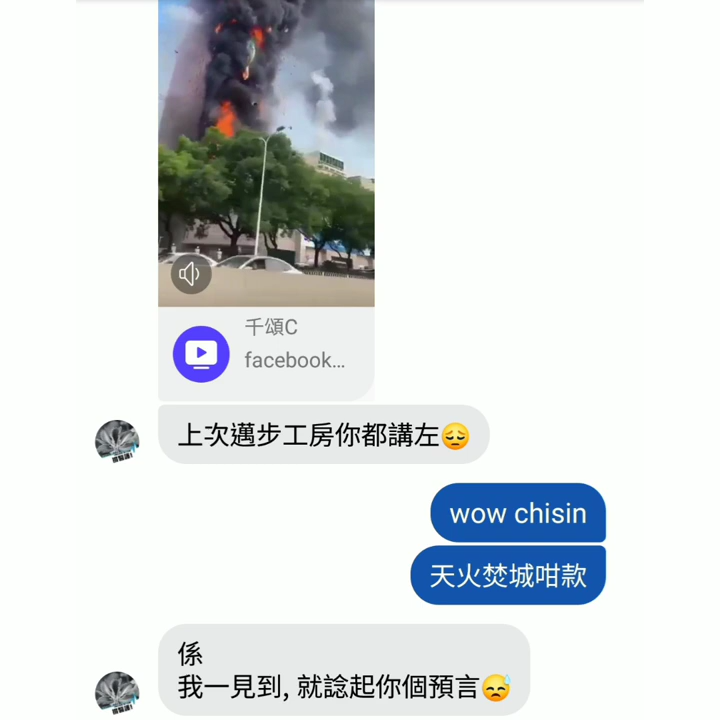 千頌C
facebook...
上次邁步工房你都講左😔
wow chisin
天火焚城咁款
係
我一見到, 就諗起你個預言😓